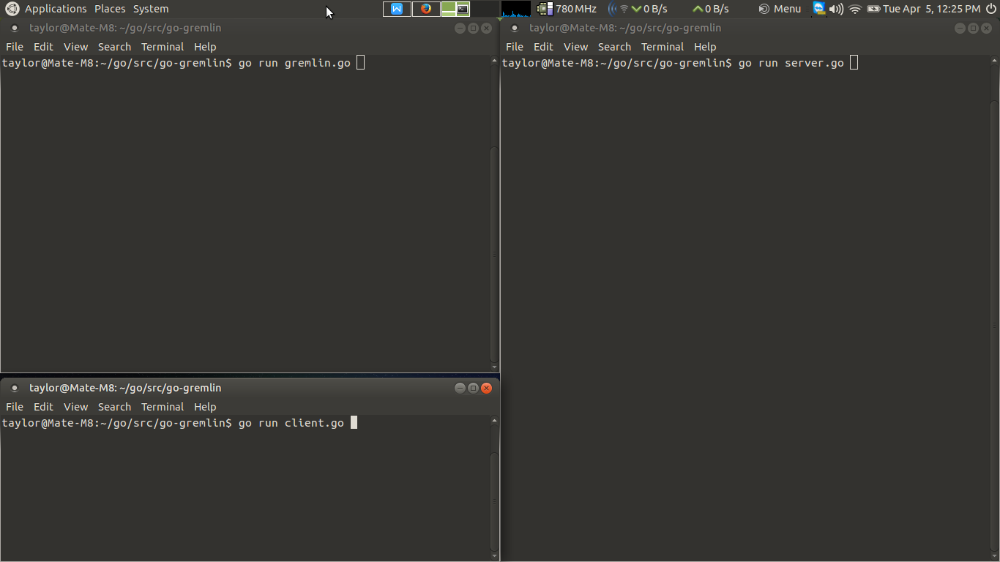 Applications Places System
780 MHz 0 B/s 0 B/s Menu Tue Apr 5, 12:25 PM
taylor@Mate-M8: ~/go/src/go-gremlin
File Edit View Search Terminal Help
taylor@Mate-M8:~/go/src/go-gremlin$ go run gremlin.go
taylor@Mate-M8: ~/go/src/go-gremlin
File Edit View Search Terminal Help
taylor@Mate-M8:~/go/src/go-gremlin$ go run server.go
taylor@Mate-M8: ~/go/src/go-gremlin
File Edit View Search Terminal Help
taylor@Mate-M8:~/go/src/go-gremlin$ go run client.go